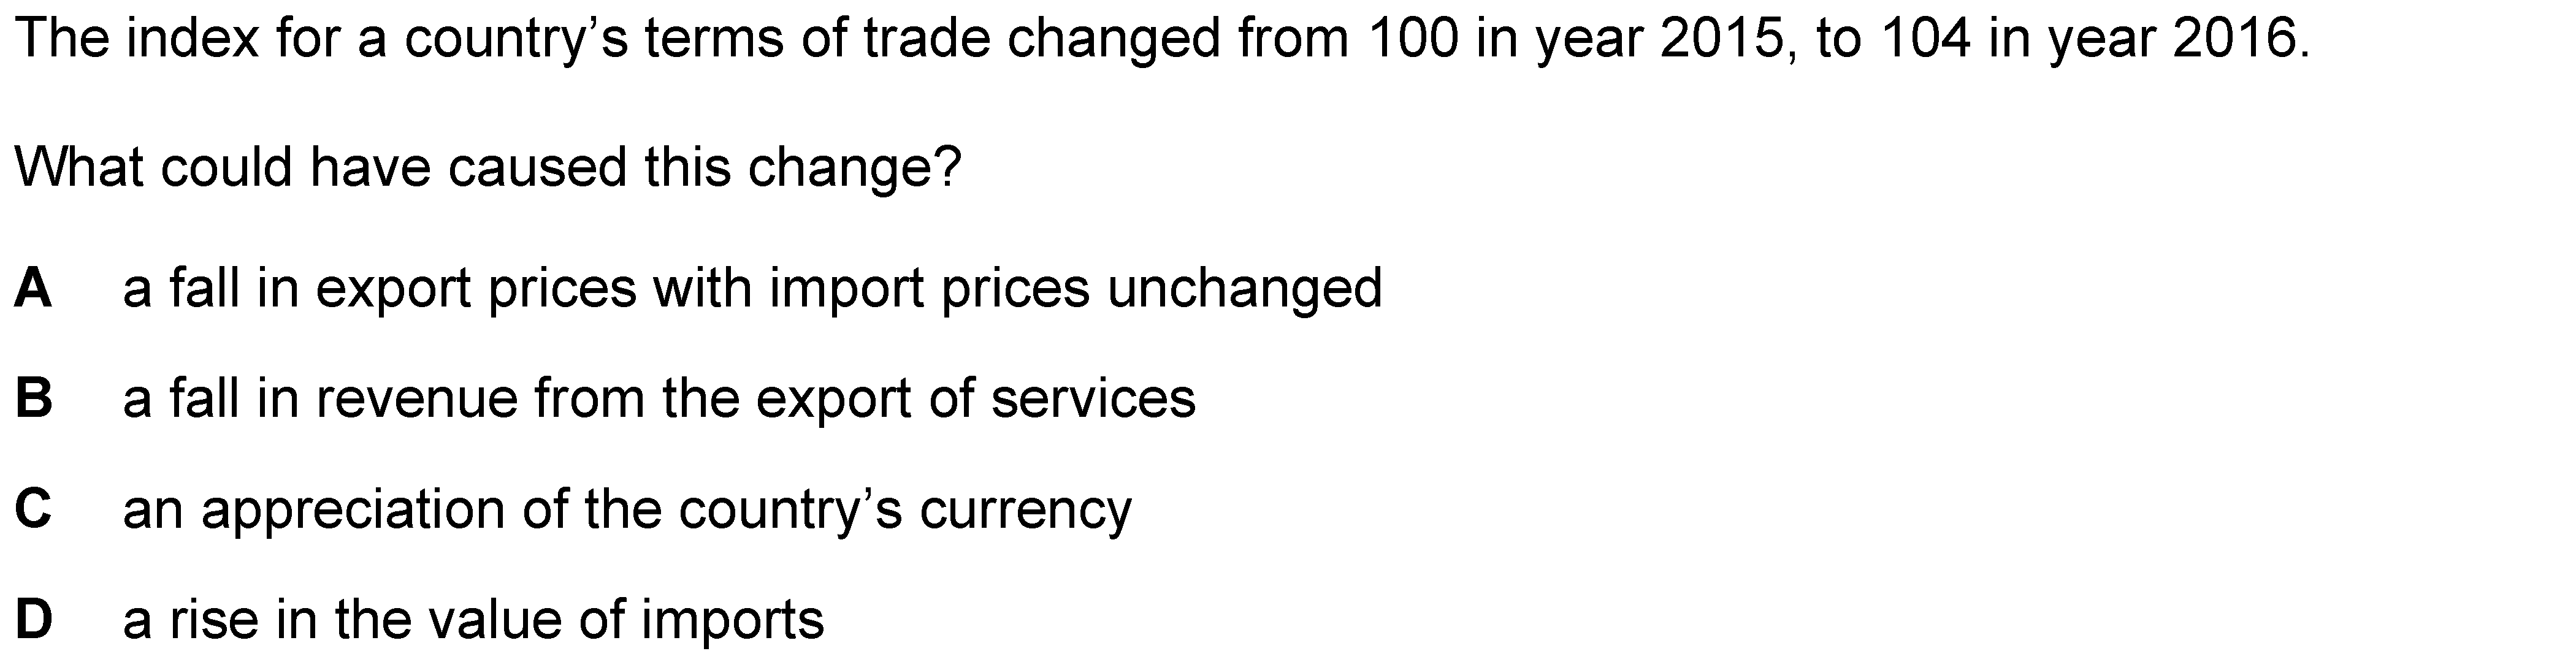 The index for a country’s terms of trade changed from 100 in year 2015, to 104 in year 2016.
What could have caused this change?
A a fall in export prices with import prices unchanged
B a fall in revenue from the export of services
C an appreciation of the country’s currency
D a rise in the value of imports